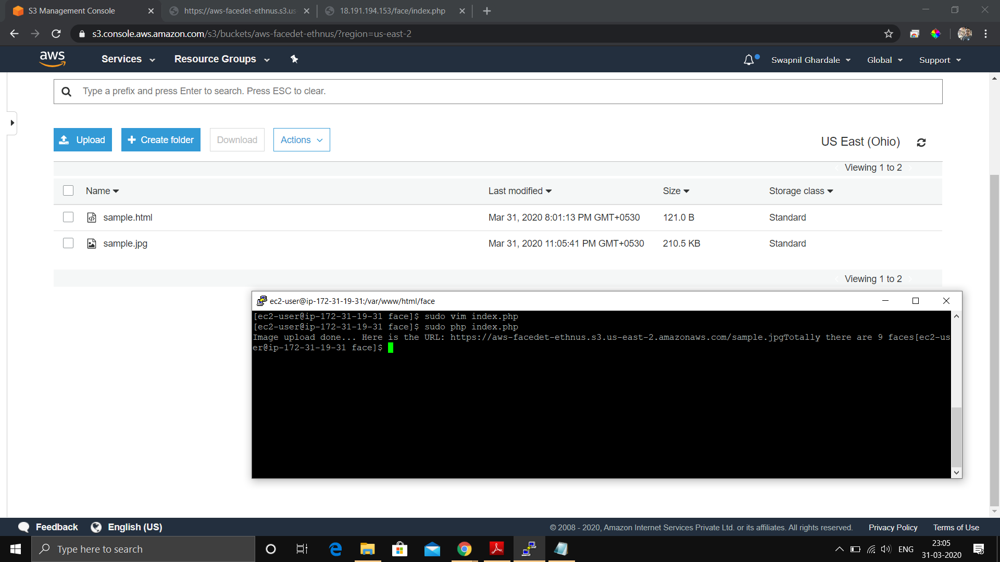 S3 Management Console
https://aws-facedet-ethnus.s3.us
18.191.194.153/face/index.php
s3.console.aws.amazon.com/s3/buckets/aws-facedet-ethnus/?region=us-east-2
aws Services Resource Groups Swapnil Ghardale Global Support
Type a prefix and press Enter to search. Press ESC to clear.
Upload Create folder Download Actions US East (Ohio)
Viewing 1 to 2
Name Last modified Size Storage class
sample.html Mar 31, 2020 8:01:13 PM GMT+0530 121.0 B Standard
sample.jpg Mar 31, 2020 11:05:41 PM GMT+0530 210.5 KB Standard
Viewing 1 to 2
ec2-user@ip-172-31-19-31:/var/www/html/face
[ec2-user@ip-172-31-19-31 face]$ sudo vim index.php
[ec2-user@ip-172-31-19-31 face]$ sudo php index.php
Image upload done... Here is the URL: https://aws-facedet-ethnus.s3.us-east-2.amazonaws.com/sample.jpgTotally there are 9 faces[ec2-us
er@ip-172-31-19-31 face]$
Feedback English (US) © 2008 - 2020, Amazon Internet Services Private Ltd. or its affiliates. All rights reserved. Privacy Policy Terms of Use
Type here to search ENG 23:05
31-03-2020